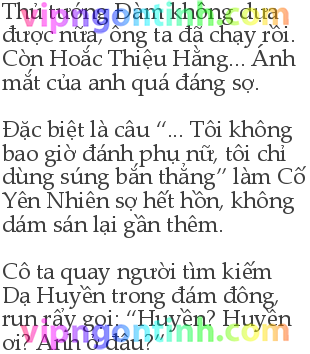 Thủ tướng Đàm không dựa
được nữa, ông ta đã chạy rồi.
Còn Hoắc Thiệu Hằng... Ánh
mắt của anh quá đáng sợ.
Đặc biệt là câu “... Tôi không
bao giờ đánh phụ nữ, tôi chỉ
dùng súng bắn thẳng” làm Cố
Yên Nhiên sợ hết hồn, không
dám sán lại gần thêm.
Cô ta quay người tìm kiếm
Dạ Huyền trong đám đông,
run rẩy gọi: “Huyền? Huyền
ơi? Anh ở đâu?”